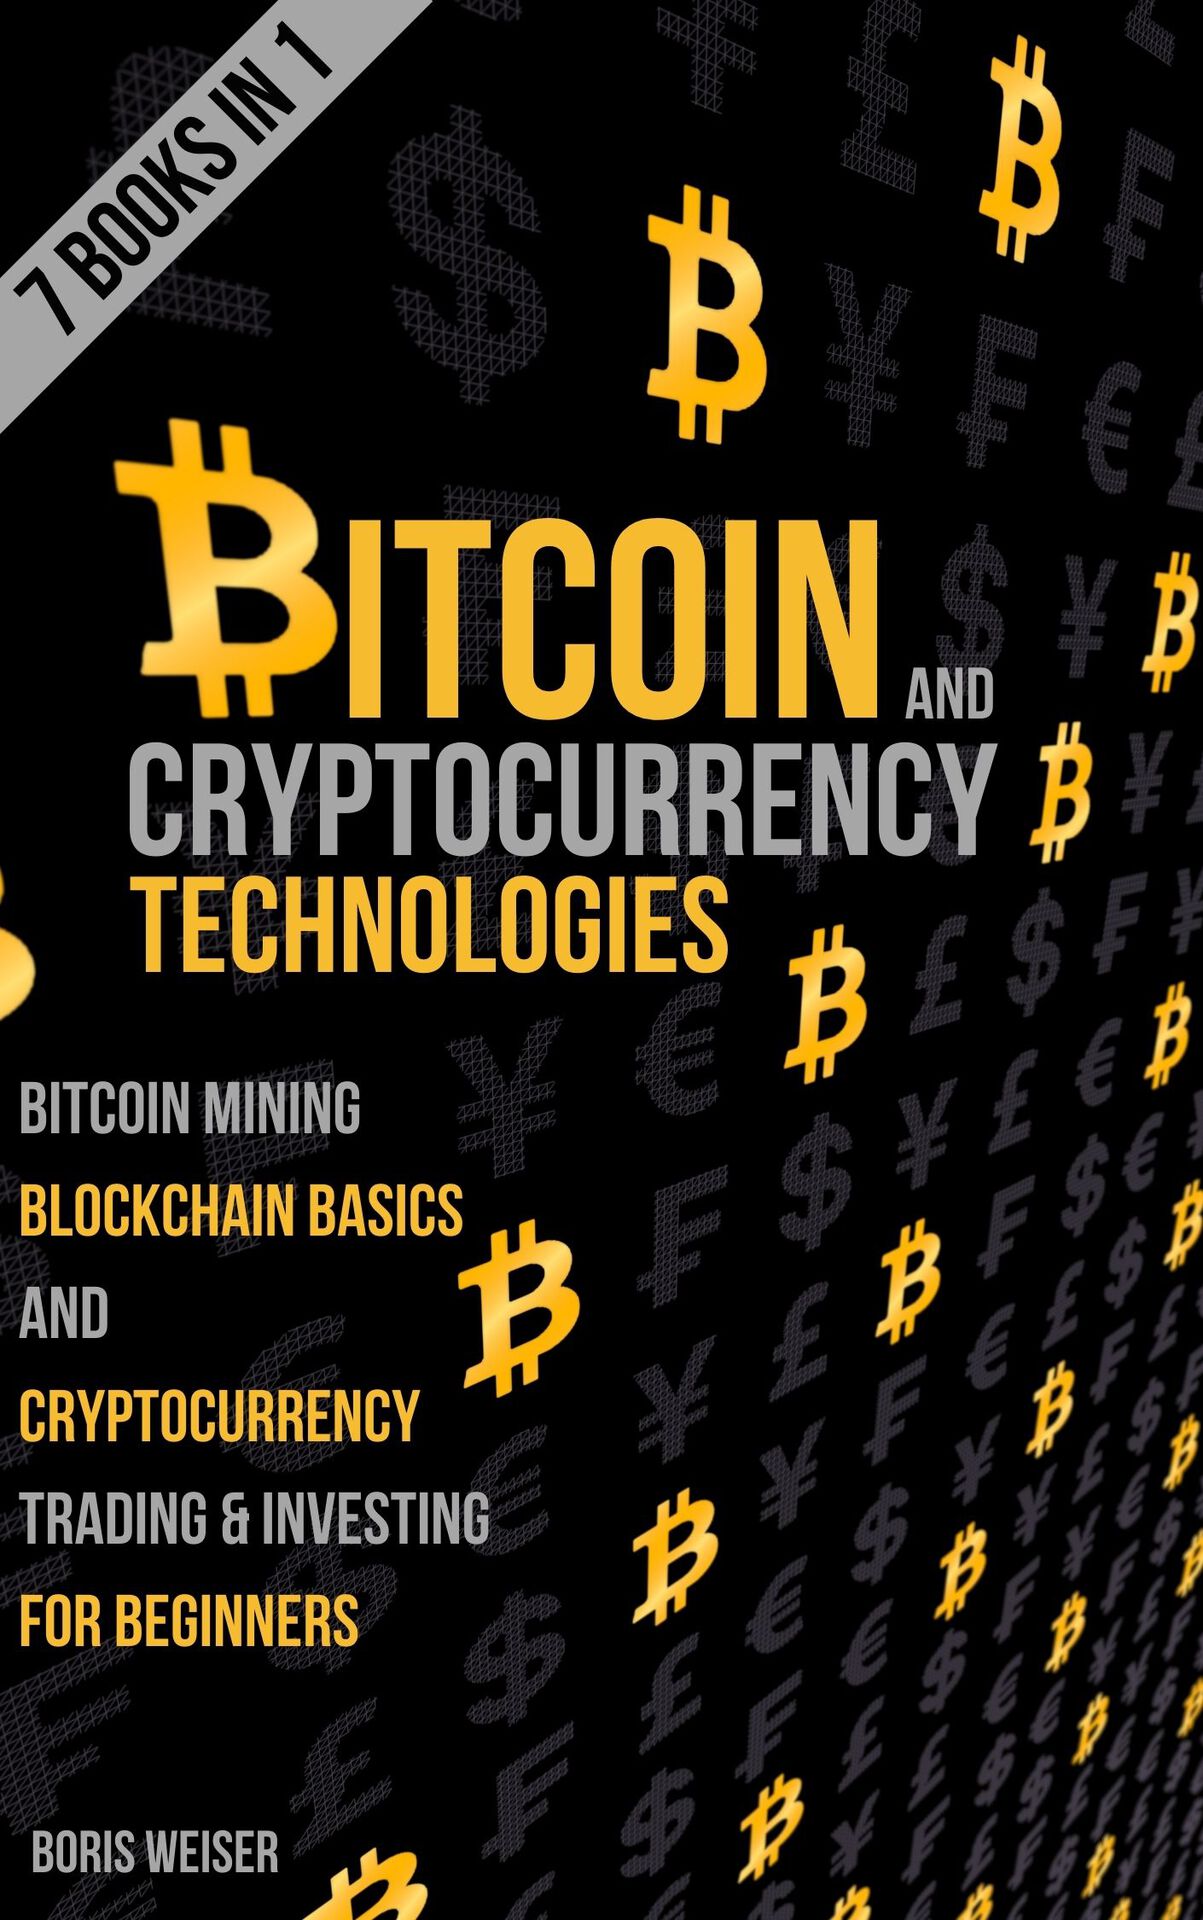 7 BOOKS IN 1
BITCOIN AND
CRYPTOCURRENCY
TECHNOLOGIES
BITCOIN MINING
BLOCKCHAIN BASICS
AND
CRYPTOCURRENCY
TRADING & INVESTING
FOR BEGINNERS
BORIS WEISER